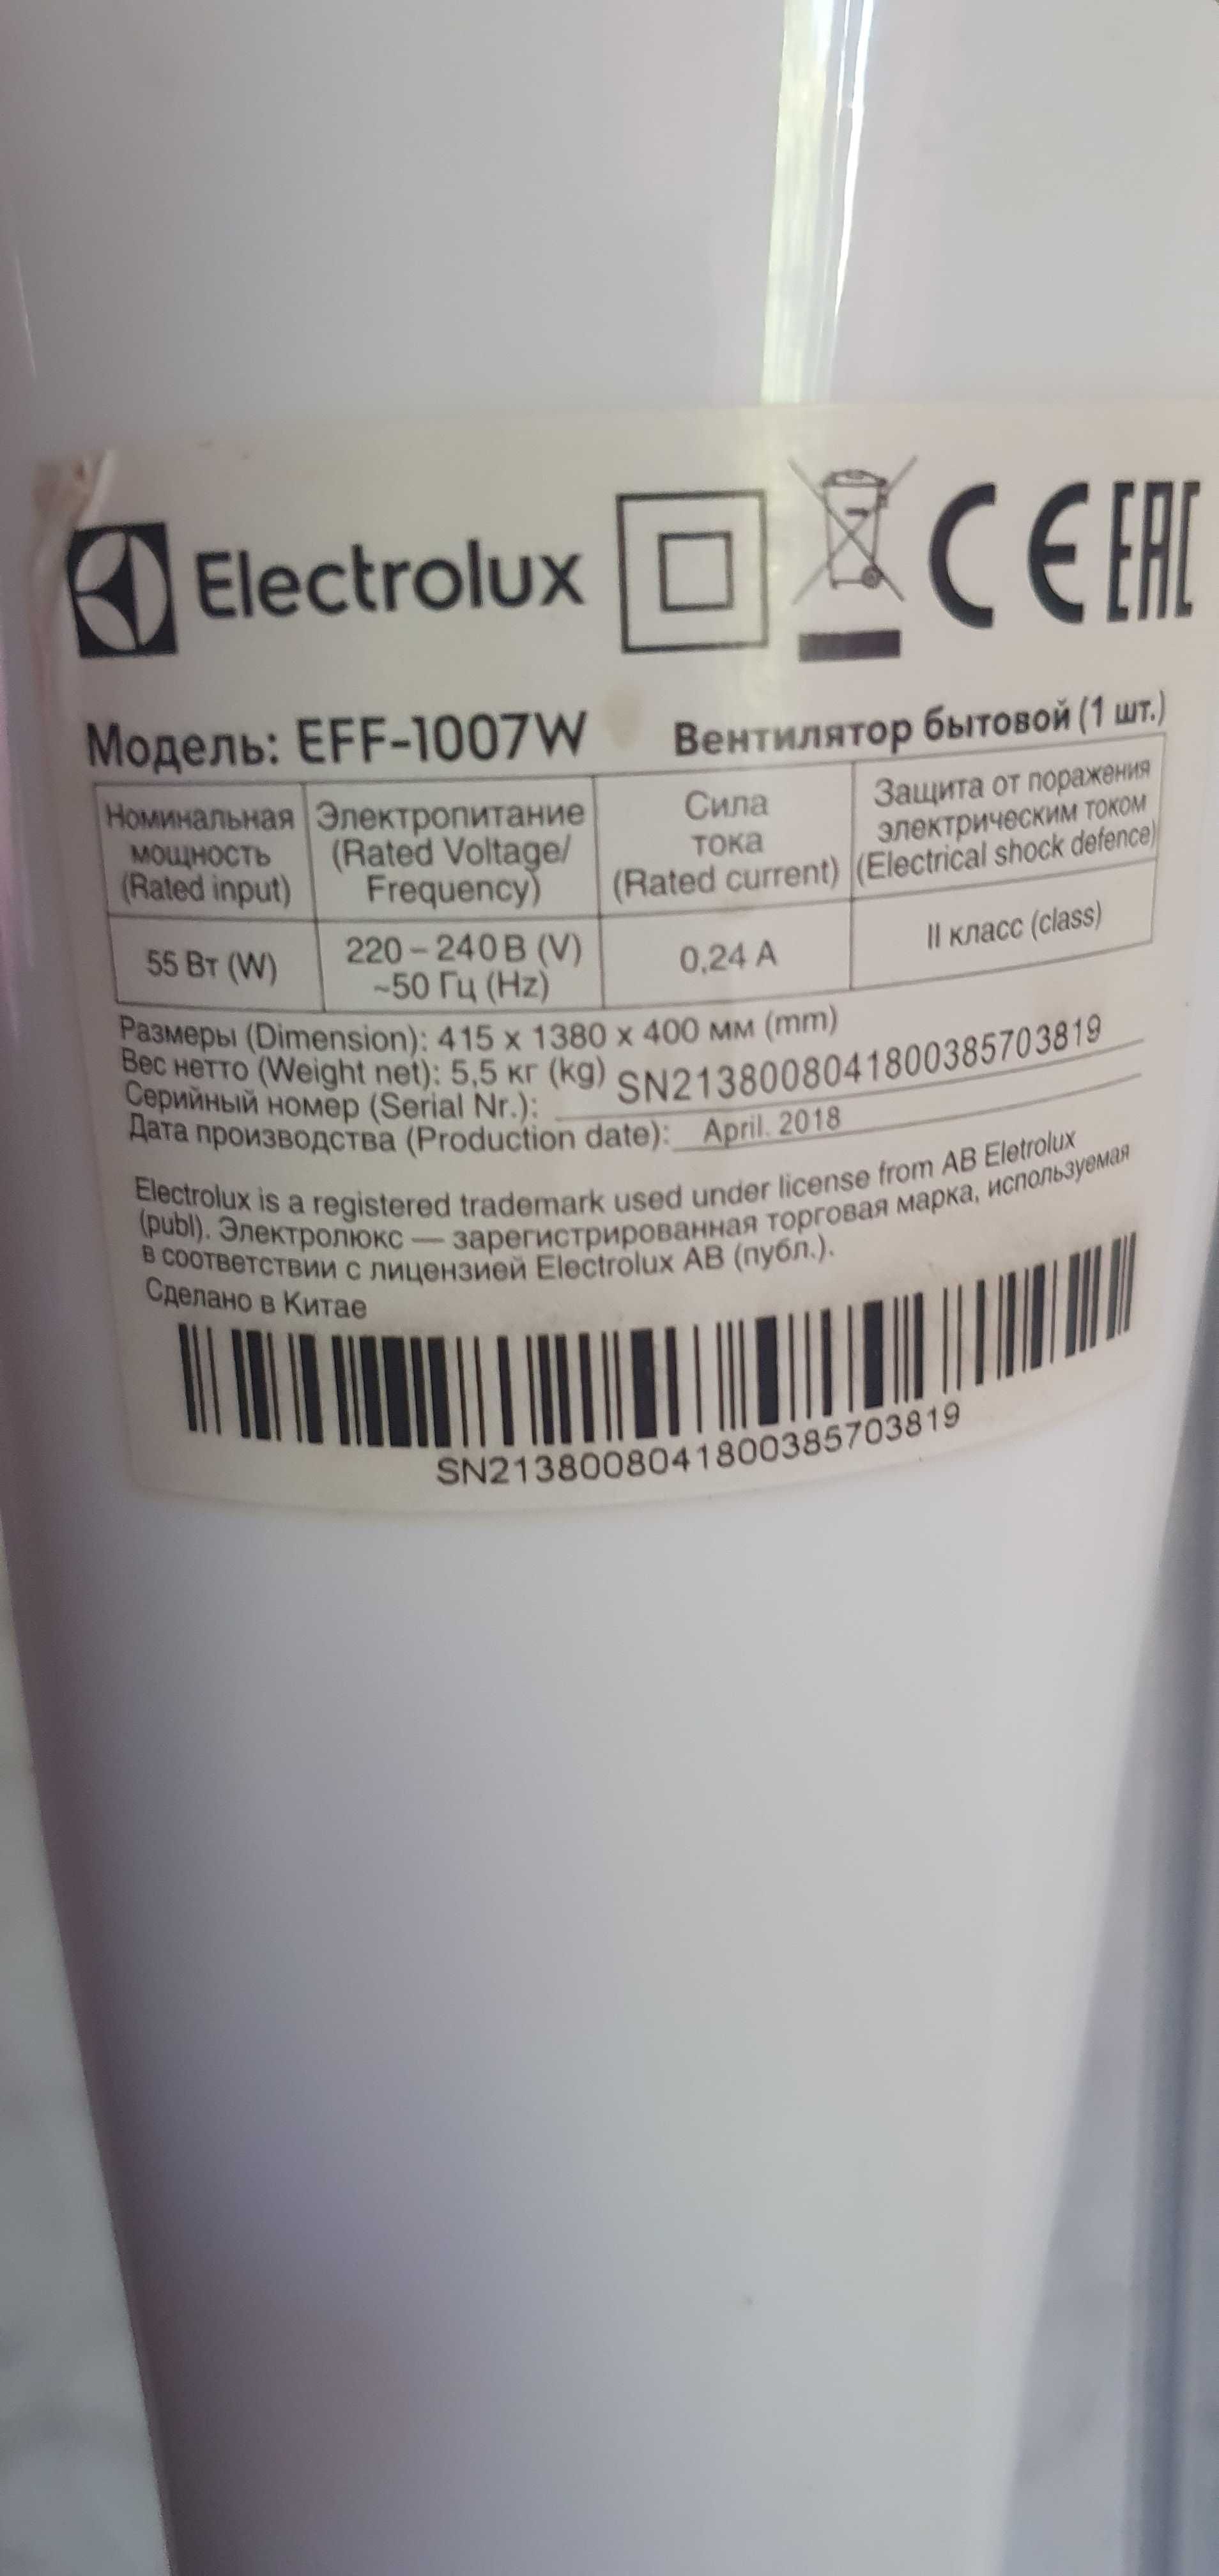 Electrolux CE EAC
Модель: EFF-1007W Вентилятор бытовой (1 шт.)
Номинальная мощность (Rated input) Электропитание (Rated Voltage/ Frequency) Сила тока (Rated current) Защита от поражения электрическим током (Electrical shock defence)
55 Вт (W) 220 – 240 В (V) ~50 Гц (Hz) 0,24 А II класс (class)
Размеры (Dimension): 415 x 1380 x 400 мм (mm)
Вес нетто (Weight net): 5,5 кг (kg)
Серийный номер (Serial Nr.): SN21380080418003857​03819
Дата производства (Production date): April. 2018
Electrolux is a registered trademark used under license from AB Eletrolux
(publ). Электролюкс — зарегистрированная торговая марка, используемая
в соответствии с лицензией Electrolux AB (публ.).
Сделано в Китае
SN2138008041800385703819